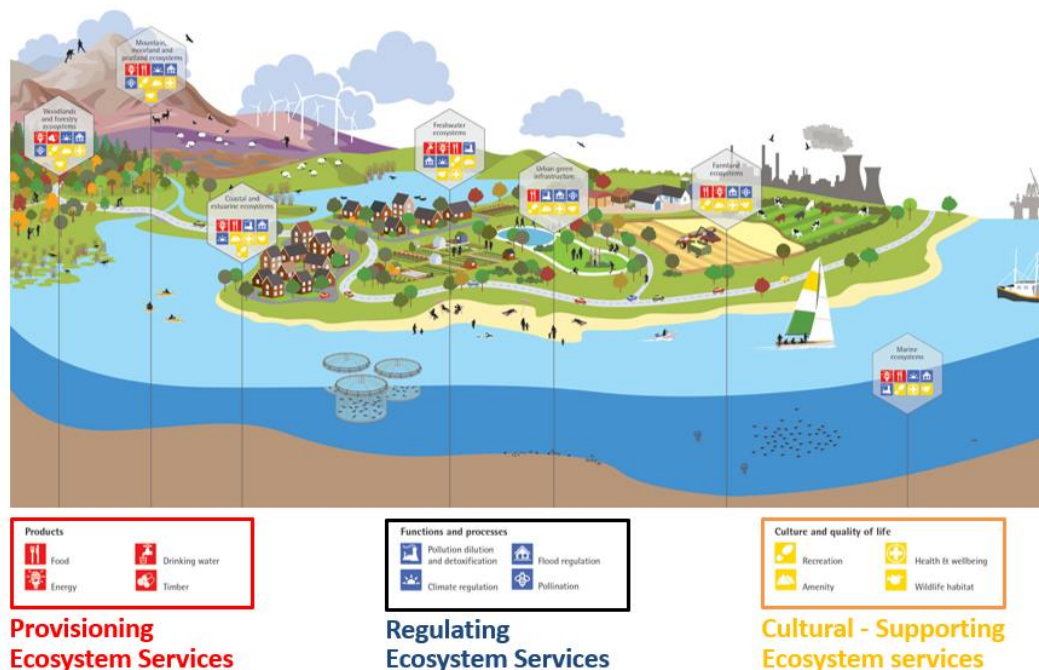 Mountain,
moorland and
peatland ecosystems
Woodlands
and forestry
ecosystems
Freshwater
ecosystems
Urban green
infrastructure
Farmland
ecosystems
Coastal and
estuarine ecosystems
Marine
ecosystems
Products
Food
Drinking water
Energy
Timber
Functions and processes
Pollution dilution
and detoxification
Flood regulation
Climate regulation
Pollination
Culture and quality of life
Recreation
Health & wellbeing
Amenity
Wildlife habitat
Provisioning
Ecosystem Services
Regulating
Ecosystem Services
Cultural - Supporting
Ecosystem services